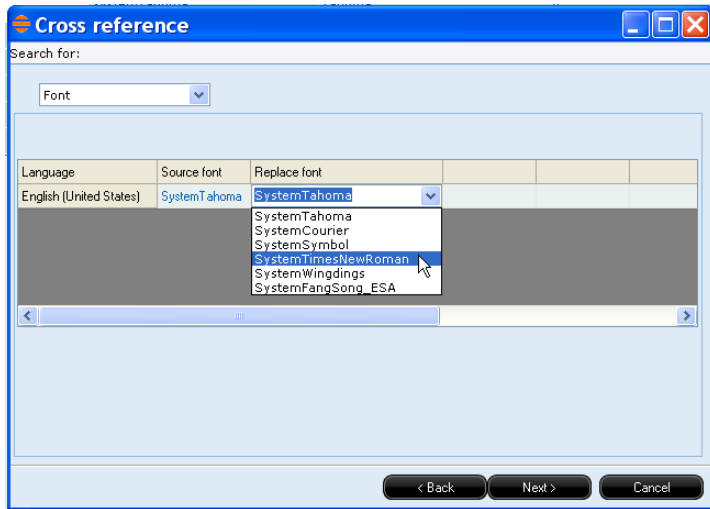 Cross reference
Search for:
Font
Language Source font Replace font
English (United States) SystemTahoma SystemTahoma
SystemTahoma
SystemCourier
SystemSymbol
SystemTimesNewRoman
SystemWingdings
SystemFangSong_ESA
< Back Next > Cancel